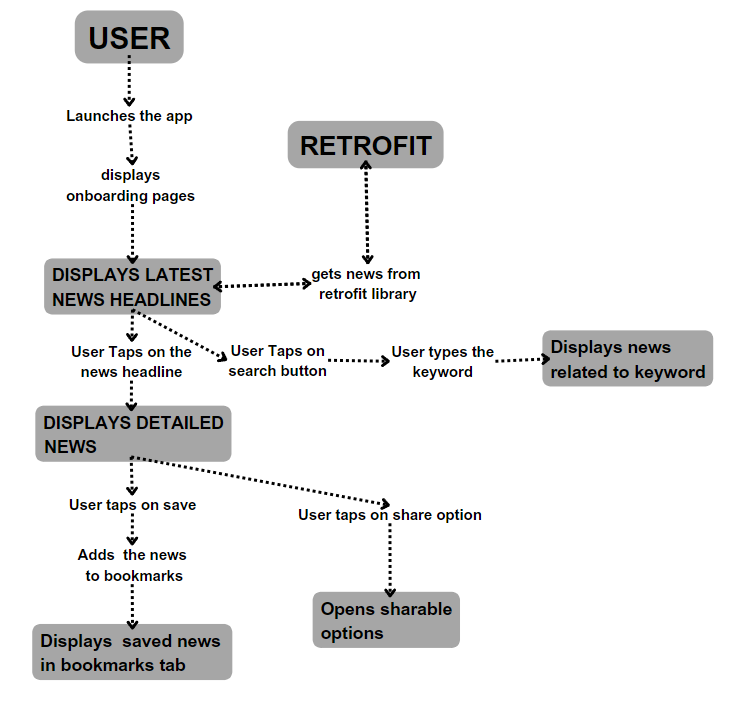 USER
Launches the app
RETROFIT
displays
onboarding pages
DISPLAYS LATEST
NEWS HEADLINES
gets news from
retrofit library
User Taps on the
news headline
User Taps on
search button
User types the
keyword
Displays news
related to keyword
DISPLAYS DETAILED
NEWS
User taps on save
User taps on share option
Adds  the news
to bookmarks
Opens sharable
options
Displays  saved news
in bookmarks tab